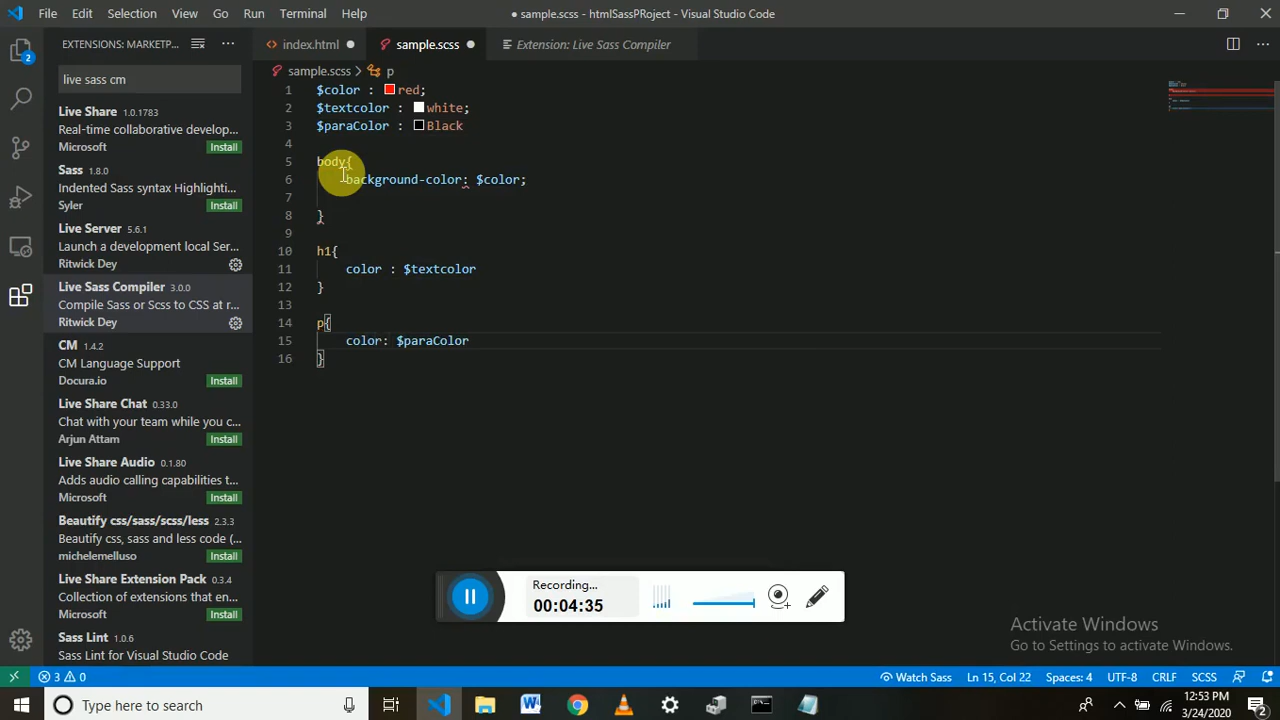 File Edit Selection View Go Run Terminal Help
● sample.scss - htmlSassPRoject - Visual Studio Code
EXTENSIONS: MARKETP...
index.html
sample.scss
Extension: Live Sass Compiler
2
live sass cm
sample.scss > p
1 $color : red;
2 $textcolor : white;
3 $paraColor : Black
4
5 body{
6 background-color: $color;
7
8 }
9
10 h1{
11 color : $textcolor
12 }
13
14 p{
15 color: $paraColor
16 }
Live Share 1.0.1783
Real-time collaborative develop...
Microsoft Install
Sass 1.8.0
Indented Sass syntax Highlighti...
Syler Install
Live Server 5.6.1
Launch a development local Ser...
Ritwick Dey
Live Sass Compiler 3.0.0
Compile Sass or Scss to CSS at r...
Ritwick Dey
CM 1.4.2
CM Language Support
Docura.io Install
Live Share Chat 0.33.0
Chat with your team while you c...
Arjun Attam Install
Live Share Audio 0.1.80
Adds audio calling capabilities t...
Microsoft Install
Beautify css/sass/scss/less 2.3.3
Beautify css, sass and less code (...
michelemelluso Install
Live Share Extension Pack 0.3.4
Collection of extensions that en...
Microsoft Install
Sass Lint 1.0.6
Sass Lint for Visual Studio Code
Recording...
00:04:35
Activate Windows
Go to Settings to activate Windows.
3 0
Watch Sass Ln 15, Col 22 Spaces: 4 UTF-8 CRLF SCSS
Type here to search
12:53 PM
3/24/2020
2